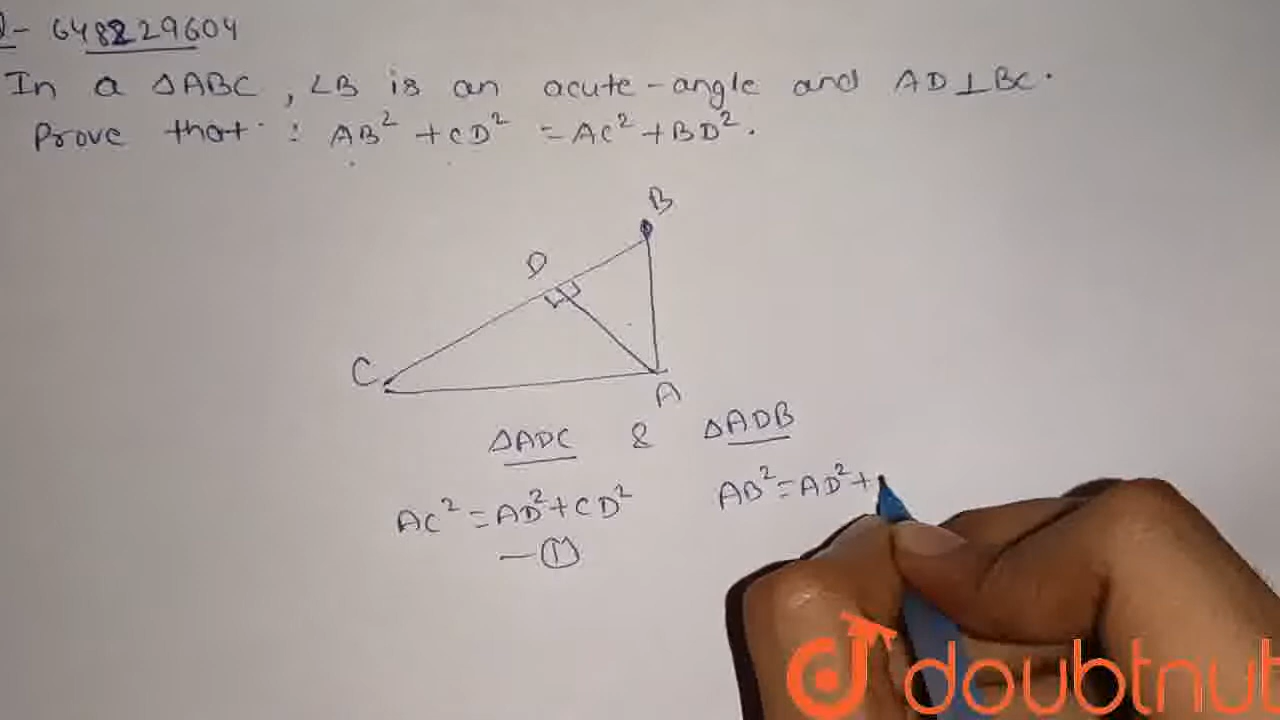 - 648829604
In a △ABC, ∠B is an acute-angle and AD⊥BC.
Prove that : AB² + CD² = AC² + BD².
B
D
C
A
△ADC & △ADB
AC² = AD² + CD²
AB² = AD² +
— ①
doubtnut